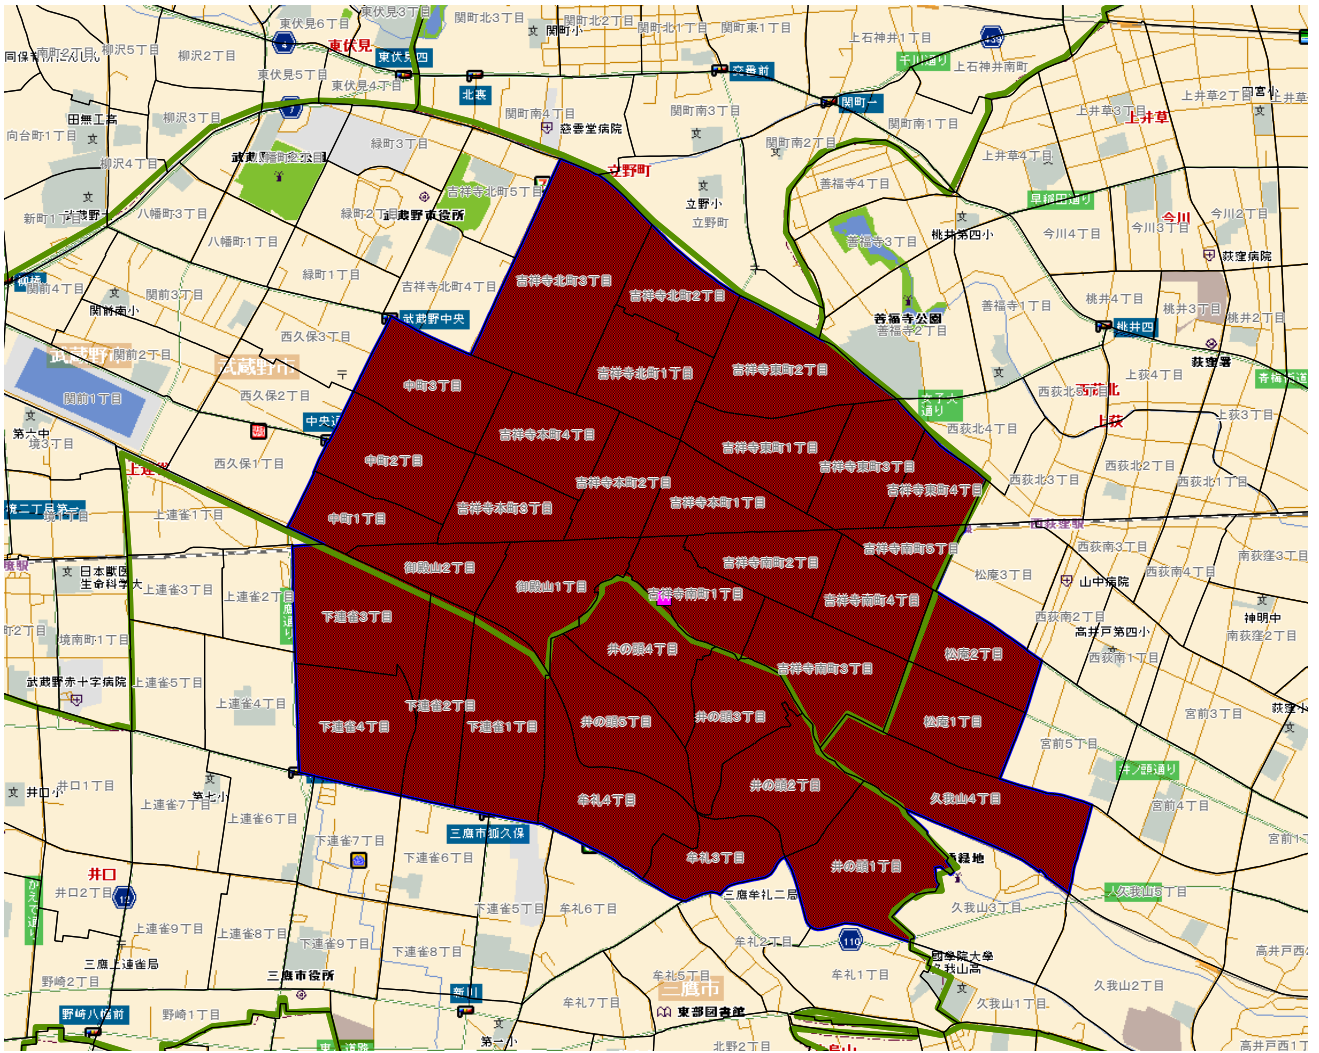 東伏見6丁目
東伏見3丁目
関町北3丁目
関町北2丁目
関町北1丁目
関町東1丁目
関町小
柳沢5丁目
柳沢2丁目
4
東伏見
東伏見四
東伏見5丁目
東伏見4丁目
北裏
交番前
関町一
上石神井1丁目
千川通り
上石神井南町
上井草2丁目
上井草3丁目
上井草
田無工高
向台町1丁目
柳沢3丁目
7
関町南4丁目
慈雲堂病院
関町南3丁目
関町南2丁目
関町南1丁目
上井草4丁目
緑町3丁目
柳沢4丁目
立野町
善福寺4丁目
早稲田通り
新町1丁目
八幡町3丁目
緑町2丁目
武蔵野市役所
吉祥寺北町5丁目
立野小
立野町
桃井第四小
今川
今川2丁目
今川3丁目
今川4丁目
八幡町1丁目
善福寺3丁目
荻窪病院
柳橋
関前4丁目
関前3丁目
関前南小
緑町1丁目
吉祥寺北町4丁目
吉祥寺北町3丁目
吉祥寺北町2丁目
善福寺公園
善福寺2丁目
善福寺1丁目
桃井4丁目
桃井3丁目
桃井2丁目
桃井四
武蔵野中央
西久保3丁目
武蔵野市
関前2丁目
武蔵野市
荻窪署
上荻4丁目
青梅街道
関前1丁目
西久保2丁目
中町3丁目
吉祥寺北町1丁目
吉祥寺東町2丁目
女子大通り
西荻北5丁目
西荻北
上荻
上荻3丁目
第六中
境3丁目
中町2丁目
吉祥寺本町4丁目
吉祥寺東町1丁目
吉祥寺東町3丁目
西荻北4丁目
西荻北2丁目
西荻北1丁目
西荻北3丁目
西久保1丁目
吉祥寺本町2丁目
吉祥寺東町4丁目
吉祥寺本町3丁目
吉祥寺本町1丁目
上連雀1丁目
中町1丁目
西荻窪駅
西荻南3丁目
南荻窪3丁目
吉祥寺南町5丁目
吉祥寺南町2丁目
御殿山2丁目
御殿山1丁目
吉祥寺南町1丁目
吉祥寺南町4丁目
松庵3丁目
山中病院
西荻南4丁目
日本獣医
生命科学大
上連雀3丁目
上連雀2丁目
下連雀3丁目
西荻南2丁目
神明中
高井戸第四小
南荻窪2丁目
境南町1丁目
井の頭4丁目
吉祥寺南町3丁目
松庵2丁目
西荻南1丁目
武蔵野赤十字病院
上連雀5丁目
上連雀4丁目
下連雀4丁目
下連雀2丁目
下連雀1丁目
井の頭5丁目
井の頭3丁目
松庵1丁目
宮前3丁目
宮前5丁目
井ノ頭通り
井口小
井口1丁目
第七小
上連雀7丁目
上連雀6丁目
牟礼4丁目
井の頭2丁目
久我山4丁目
宮前4丁目
三鷹市狐久保
下連雀7丁目
下連雀6丁目
牟礼3丁目
井の頭1丁目
井口
井口2丁目
12
かえで通り
下連雀5丁目
牟礼6丁目
三鷹牟礼二局
久我山3丁目
久我山5丁目
上連雀9丁目
上連雀8丁目
下連雀9丁目
下連雀8丁目
牟礼2丁目
110
國學院大學
久我山高
三鷹上連雀局
三鷹市役所
野崎2丁目
牟礼5丁目
牟礼1丁目
三鷹市
久我山2丁目
久我山1丁目
新川
牟礼7丁目
東部図書館
野崎八幡前
野崎1丁目
第一小
北野2丁目